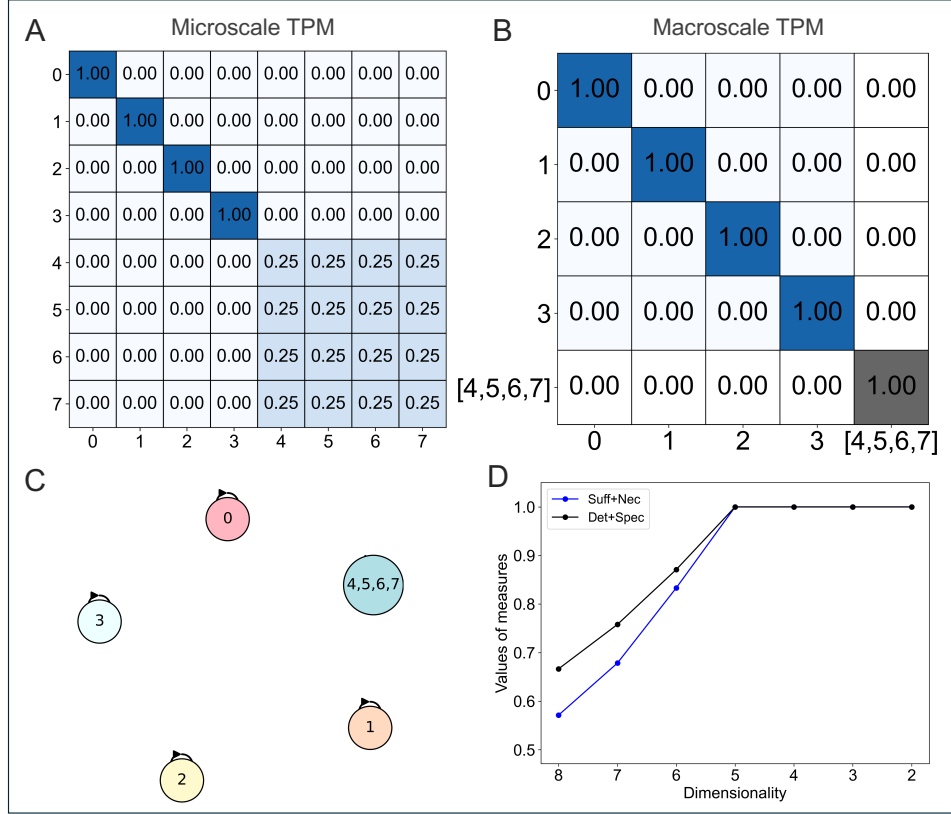 A
Microscale TPM
0 1.00 0.00 0.00 0.00 0.00 0.00 0.00 0.00
1 0.00 1.00 0.00 0.00 0.00 0.00 0.00 0.00
2 0.00 0.00 1.00 0.00 0.00 0.00 0.00 0.00
3 0.00 0.00 0.00 1.00 0.00 0.00 0.00 0.00
4 0.00 0.00 0.00 0.00 0.25 0.25 0.25 0.25
5 0.00 0.00 0.00 0.00 0.25 0.25 0.25 0.25
6 0.00 0.00 0.00 0.00 0.25 0.25 0.25 0.25
7 0.00 0.00 0.00 0.00 0.25 0.25 0.25 0.25
0 1 2 3 4 5 6 7
B
Macroscale TPM
0 1.00 0.00 0.00 0.00 0.00
1 0.00 1.00 0.00 0.00 0.00
2 0.00 0.00 1.00 0.00 0.00
3 0.00 0.00 0.00 1.00 0.00
[4,5,6,7] 0.00 0.00 0.00 0.00 1.00
0 1 2 3 [4,5,6,7]
C
0
4,5,6,7
3
1
2
D
Suff+Nec
Det+Spec
Values of measures
1.0
0.9
0.8
0.7
0.6
0.5
8 7 6 5 4 3 2
Dimensionality